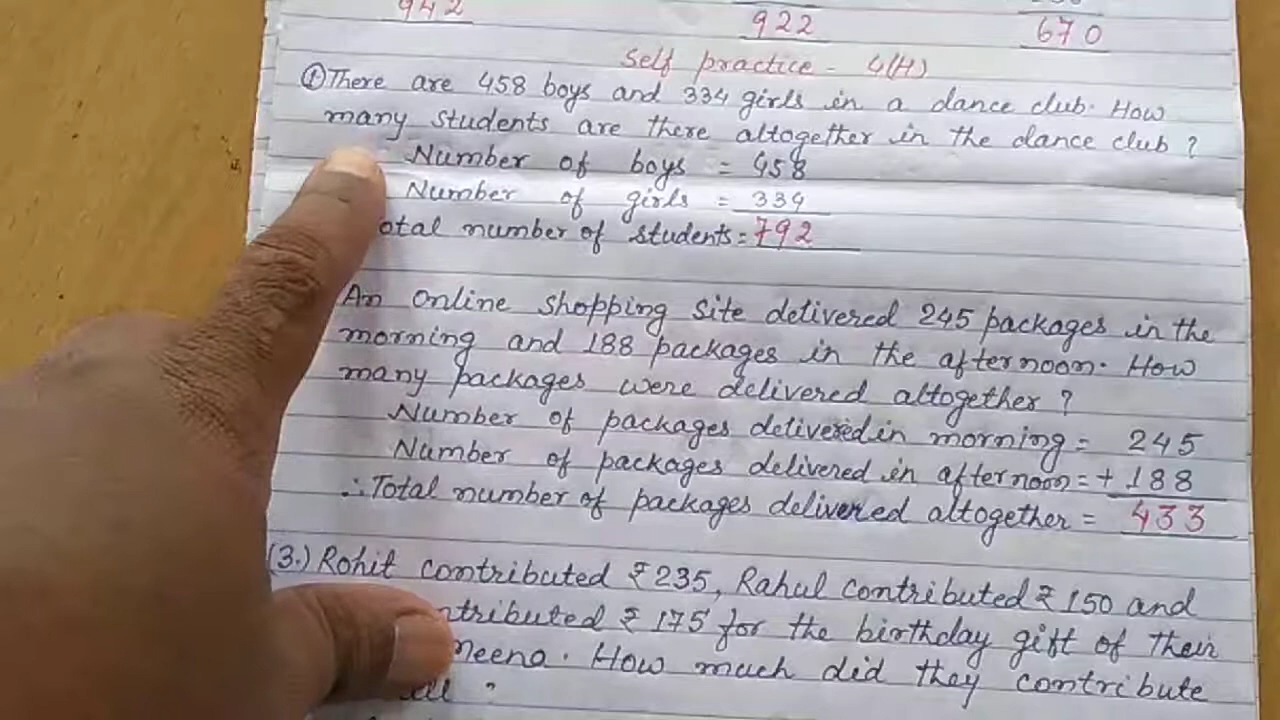 942 922 670
Self practice - 4(H)
① There are 458 boys and 334 girls in a dance club. How
many students are there altogether in the dance club ?
Number of boys = 458
Number of girls = 334
otal number of students = 792
An online shopping site delivered 245 packages in the
morning and 188 packages in the afternoon. How
many packages were delivered altogether ?
Number of packages delivered in morning = 245
Number of packages delivered in afternoon = + 188
∴ Total number of packages delivered altogether = 433
(3.) Rohit contributed ₹ 235, Rahul contributed ₹ 150 and
ntributed ₹ 175 for the birthday gift of their
meena. How much did they contribute
?